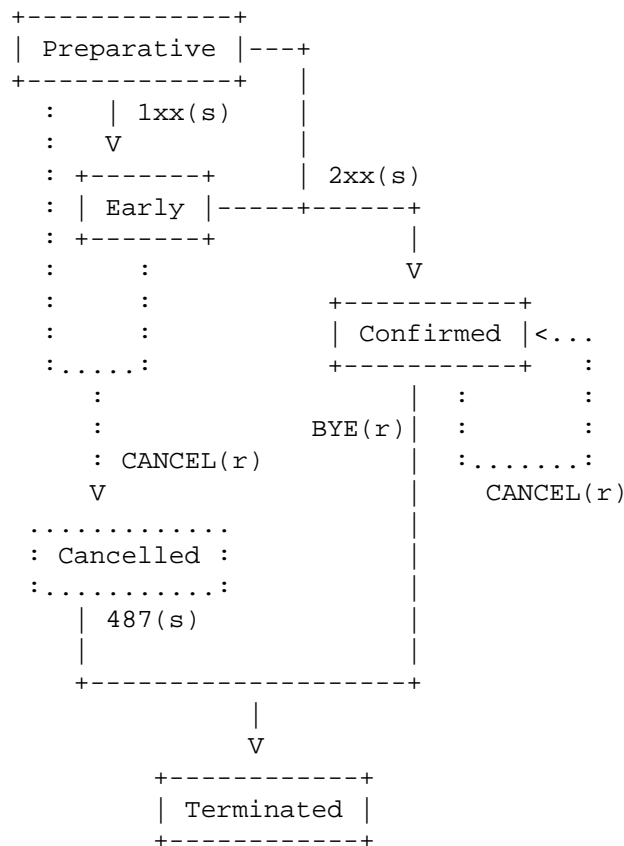 Preparative
1xx(s)
2xx(s)
Early
Confirmed
BYE(r)
CANCEL(r)
CANCEL(r)
Cancelled
487(s)
Terminated